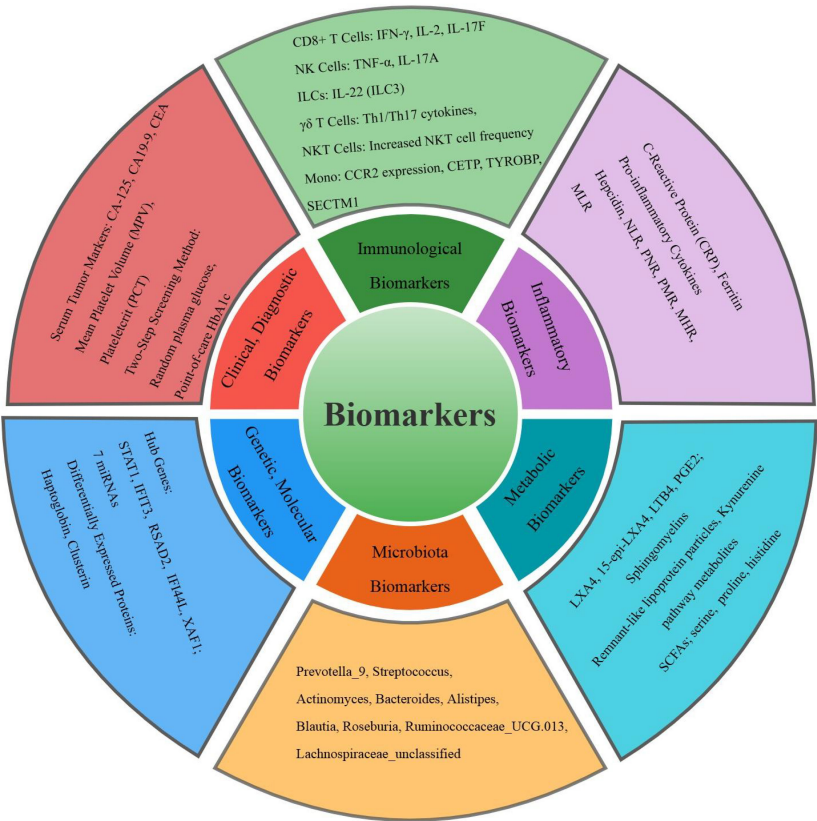 CD8+ T Cells: IFN-γ, IL-2, IL-17F
NK Cells: TNF-α, IL-17A
ILCs: IL-22 (ILC3)
γδ T Cells: Th1/Th17 cytokines,
NKT Cells: Increased NKT cell frequency
Mono: CCR2 expression, CETP, TYROBP,
SECTM1
Immunological
Biomarkers
C-Reactive Protein (CRP), Ferritin
Pro-inflammatory Cytokines
Hepcidin, NLR, PNR, PMR, MHR,
MLR
Inflammatory
Biomarkers
Serum Tumor Markers: CA-125, CA19-9, CEA
Mean Platelet Volume (MPV),
Plateletcrit (PCT)
Two-Step Screening Method:
Random plasma glucose,
Point-of-care HbA1c
Clinical, Diagnostic
Biomarkers
Biomarkers
Genetic, Molecular
Biomarkers
Hub Genes:
STAT1, IFIT3, RSAD2, IFI44L, XAF1;
7 miRNAs
Differentially Expressed Proteins:
Haptoglobin, Clusterin
Metabolic
Biomarkers
LXA4, 15-epi-LXA4, LTB4, PGE2;
Sphingomyelins
Remnant-like lipoprotein particles, Kynurenine
pathway metabolites
SCFAs; serine, proline, histidine
Microbiota
Biomarkers
Prevotella_9, Streptococcus,
Actinomyces, Bacteroides, Alistipes,
Blautia, Roseburia, Ruminococcaceae_UCG.013,
Lachnospiraceae_unclassified